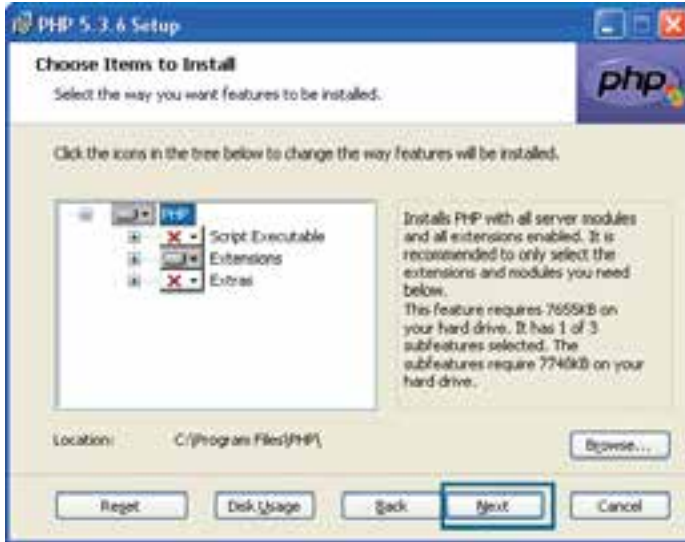 PHP 5.3.6 Setup
Choose Items to Install
Select the way you want features to be installed.
php
Click the icons in the tree below to change the way features will be installed.
PHP
Script Executable
Extensions
Extras
Installs PHP with all server modules
and all extensions enabled. It is
recommended to only select the
extensions and modules you need
below.
This feature requires 7655KB on
your hard drive. It has 1 of 3
subfeatures selected. The
subfeatures require 7746KB on your
hard drive.
Location: C:\Program Files\PHP\
Browse...
Reset Disk Usage Back Next Cancel